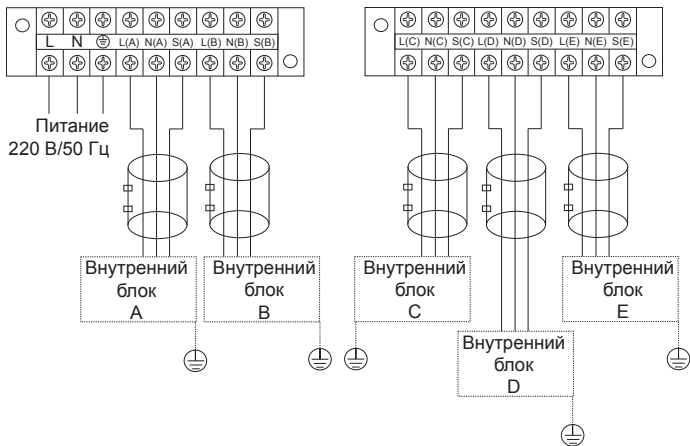 L N L(A) N(A) S(A) L(B) N(B) S(B)
L(C) N(C) S(C) L(D) N(D) S(D) L(E) N(E) S(E)
Питание
220 В/50 Гц
Внутренний
блок
A
Внутренний
блок
B
Внутренний
блок
C
Внутренний
блок
D
Внутренний
блок
E